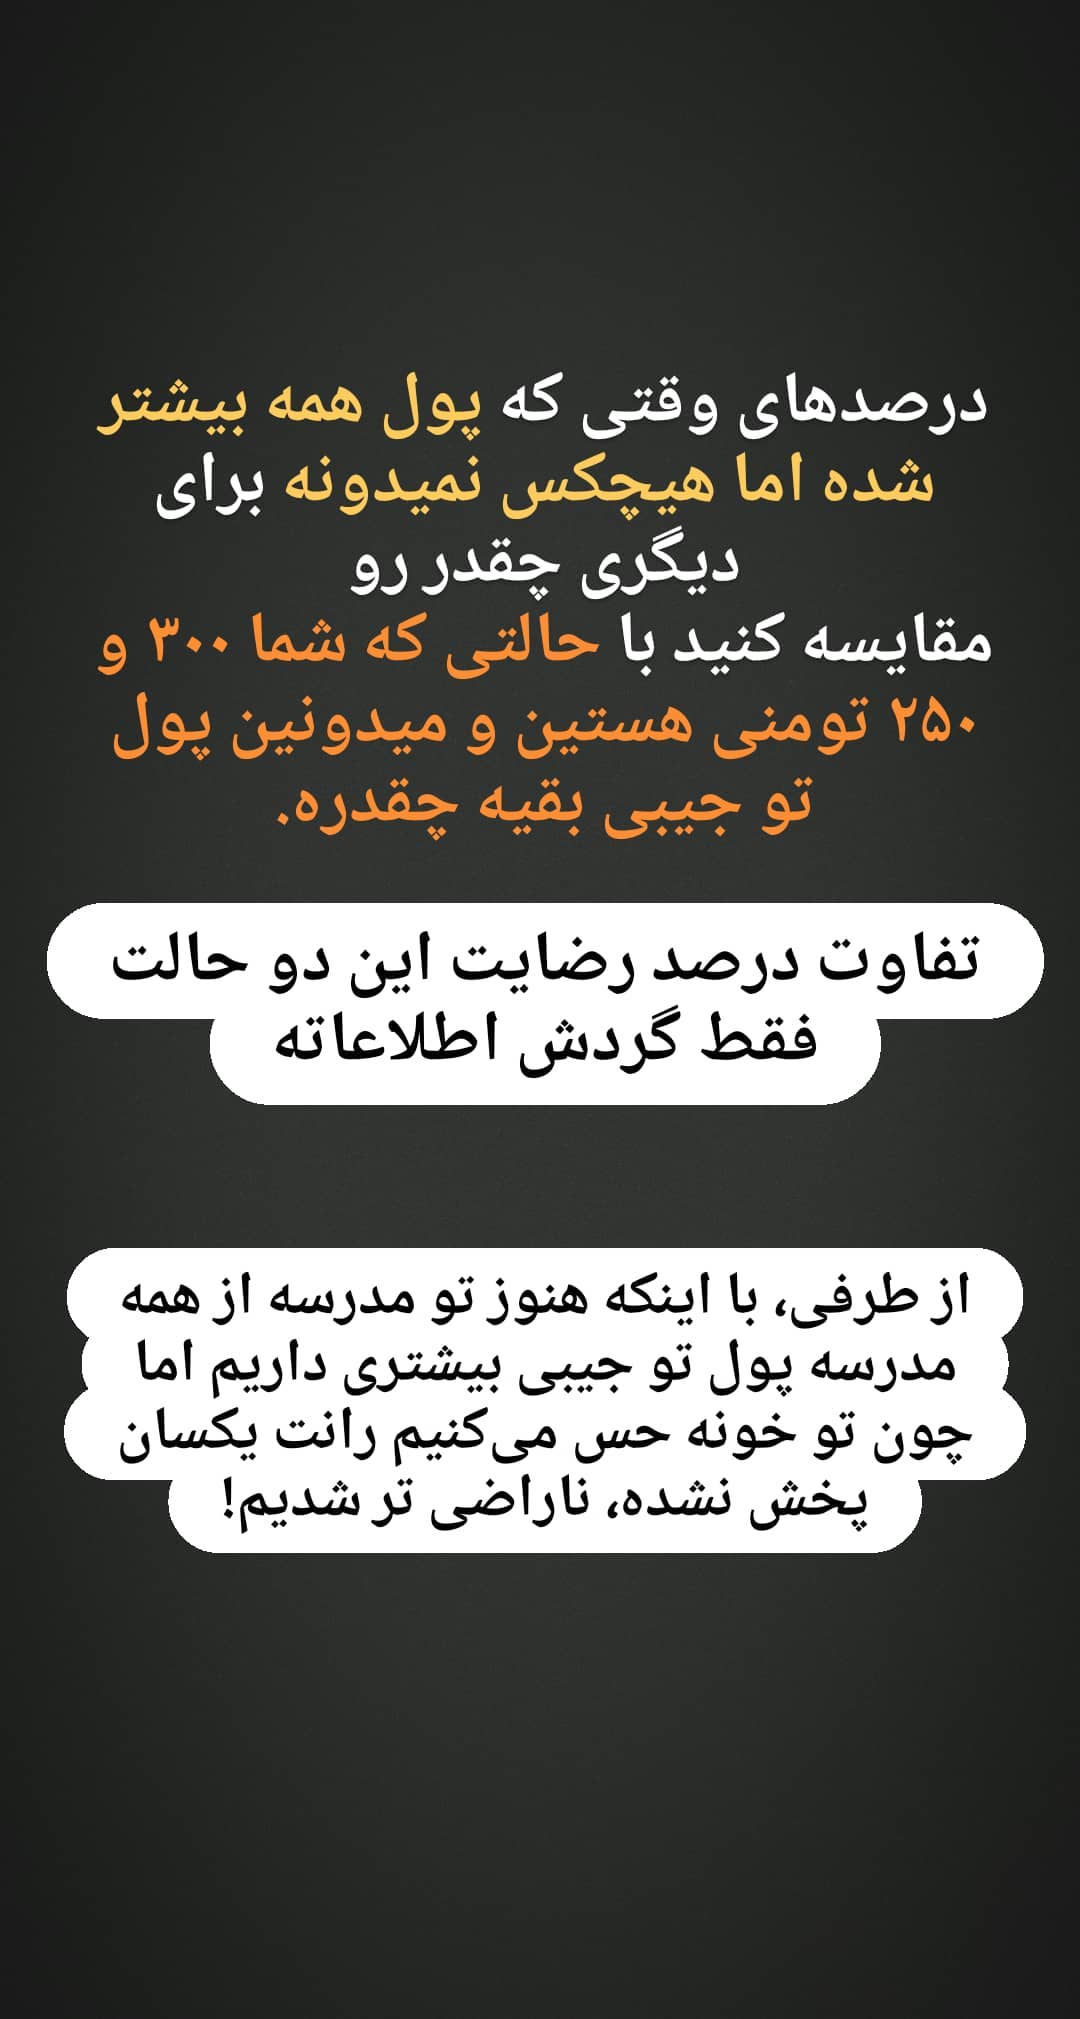 درصدهای وقتی که پول همه بیشتر
شده اما هیچکس نمیدونه برای
دیگری چقدر رو
مقایسه کنید با حالتی که شما ۳۰۰ و
۲۵۰ تومنی هستین و میدونین پول
تو جیبی بقیه چقدره.
تفاوت درصد رضایت این دو حالت
فقط گردش اطلاعاته
از طرفی، با اینکه هنوز تو مدرسه از همه
مدرسه پول تو جیبی بیشتری داریم اما
چون تو خونه حس می‌کنیم رانت یکسان
پخش نشده، ناراضی تر شدیم!